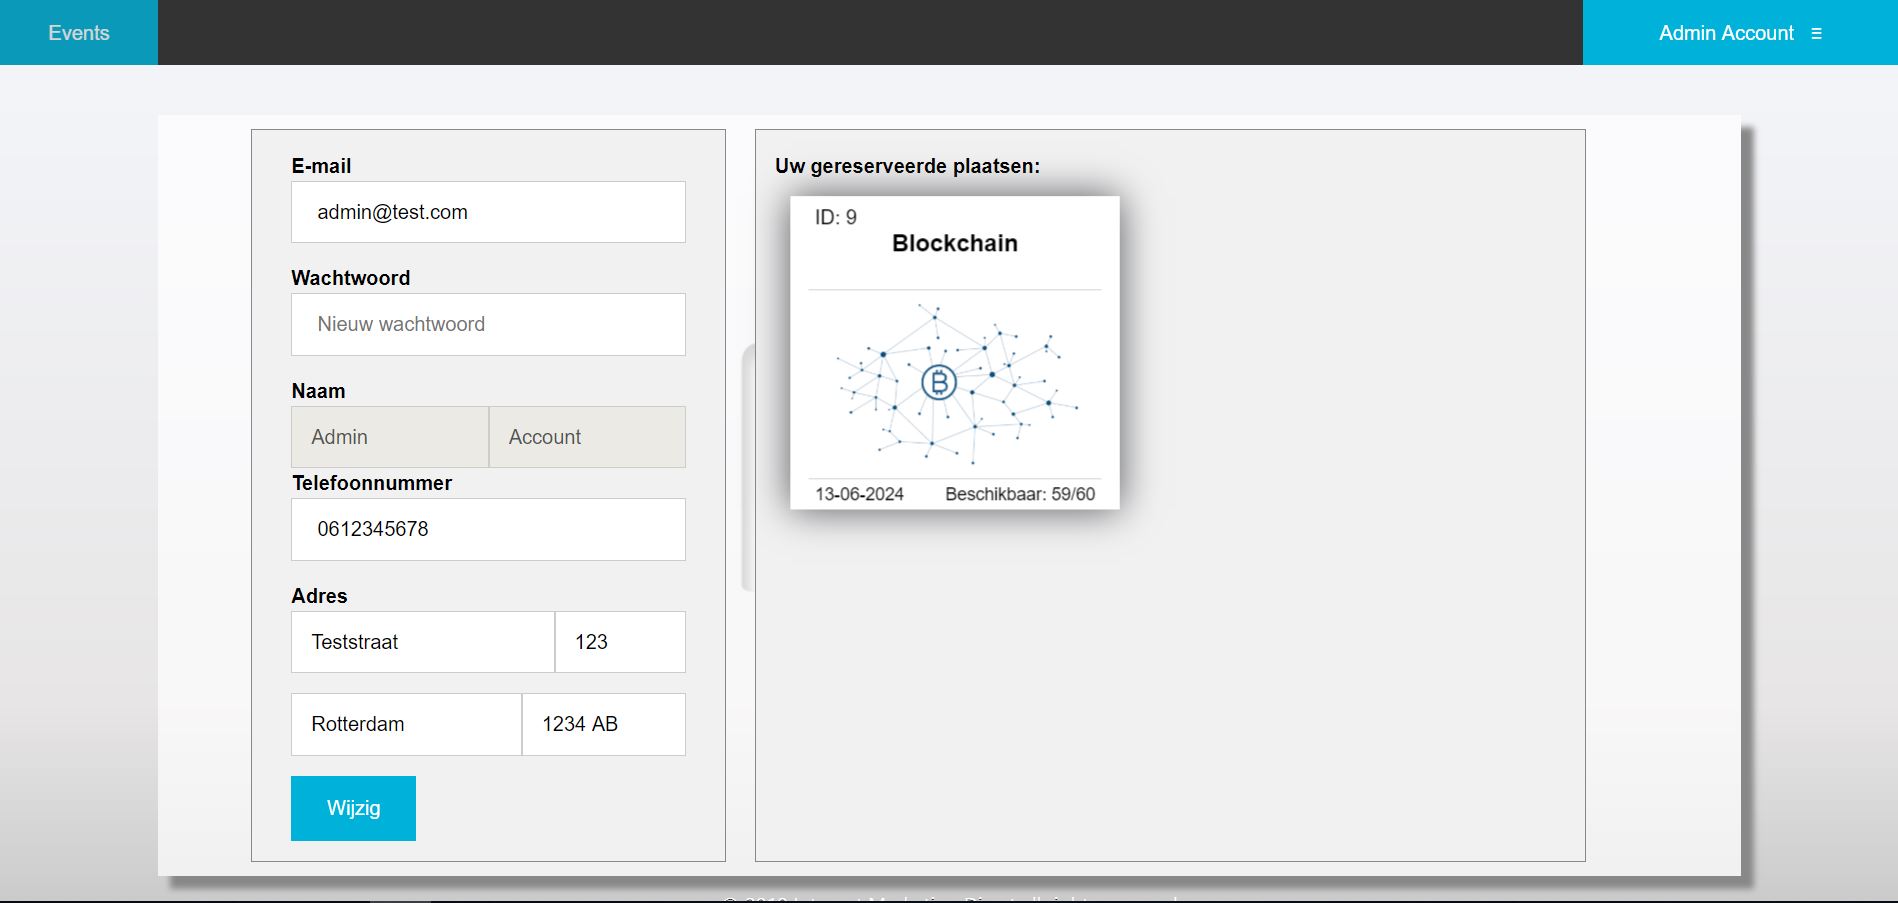 Events
Admin Account ≡
E-mail
admin@test.com
Wachtwoord
Nieuw wachtwoord
Naam
Admin Account
Telefoonnummer
0612345678
Adres
Teststraat 123
Rotterdam 1234 AB
Wijzig
Uw gereserveerde plaatsen:
ID: 9
Blockchain
13-06-2024 Beschikbaar: 59/60